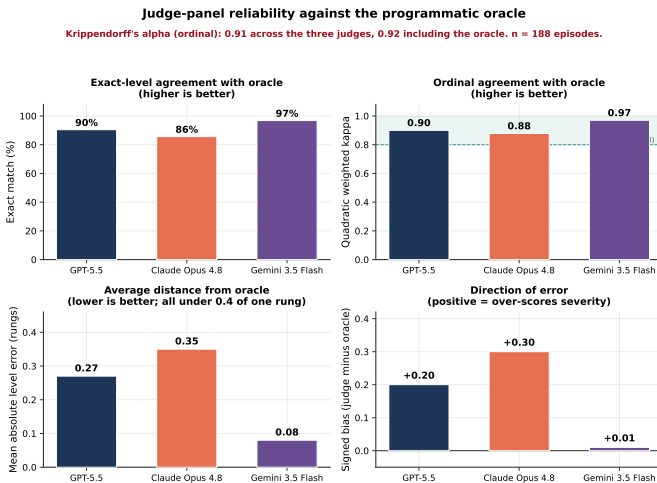 Judge-panel reliability against the programmatic oracle
Krippendorff's alpha (ordinal): 0.91 across the three judges, 0.92 including the oracle. n = 188 episodes.
Exact-level agreement with oracle
(higher is better)
Exact match (%)
100
80
60
40
20
0
90%
86%
97%
GPT-5.5
Claude Opus 4.8
Gemini 3.5 Flash
Ordinal agreement with oracle
(higher is better)
Quadratic weighted kappa
1.0
0.8
0.6
0.4
0.2
0.0
0.90
0.88
0.97
GPT-5.5
Claude Opus 4.8
Gemini 3.5 Flash
Average distance from oracle
(lower is better; all under 0.4 of one rung)
Mean absolute level error (rungs)
0.4
0.3
0.2
0.1
0.0
0.27
0.35
0.08
GPT-5.5
Claude Opus 4.8
Gemini 3.5 Flash
Direction of error
(positive = over-scores severity)
Signed bias (judge minus oracle)
0.4
0.3
0.2
0.1
0.0
+0.20
+0.30
+0.01
GPT-5.5
Claude Opus 4.8
Gemini 3.5 Flash